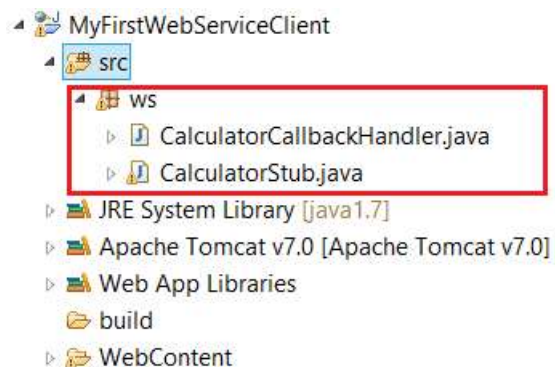 MyFirstWebServiceClient
src
ws
CalculatorCallbackHandler.java
CalculatorStub.java
JRE System Library [java1.7]
Apache Tomcat v7.0 [Apache Tomcat v7.0]
Web App Libraries
build
WebContent